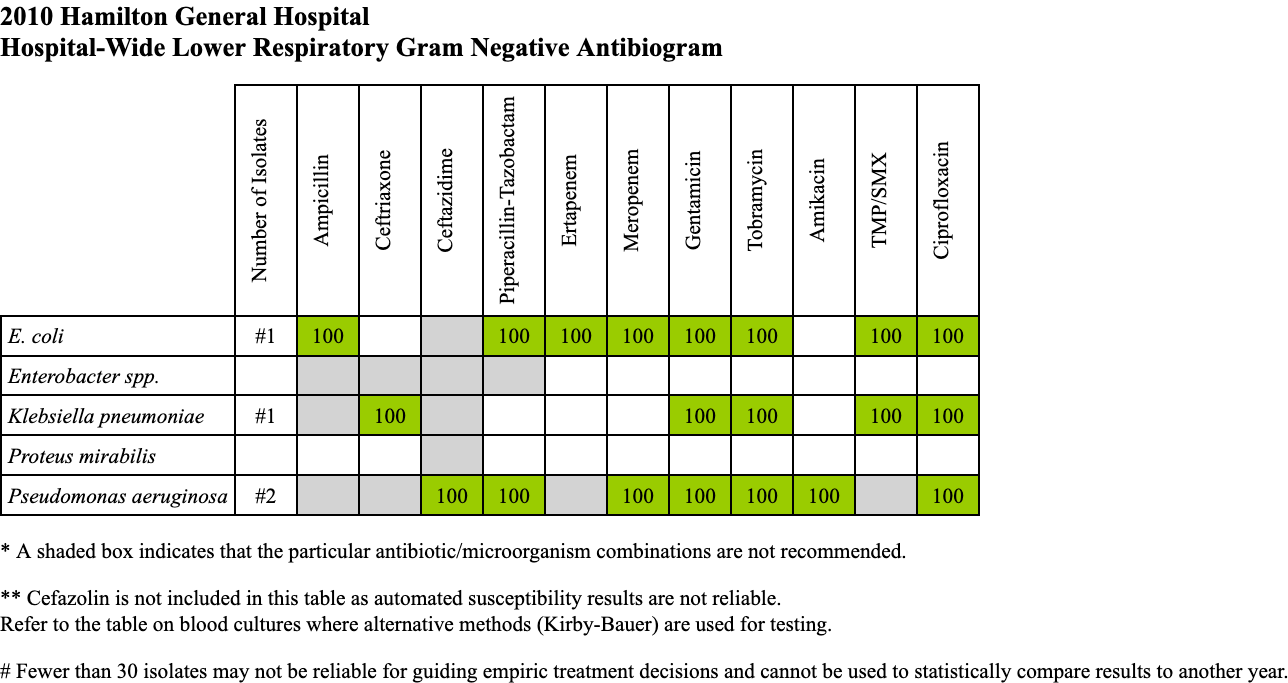 2010 Hamilton General Hospital
Hospital-Wide Lower Respiratory Gram Negative Antibiogram
Number of Isolates
Ampicillin
Ceftriaxone
Ceftazidime
Piperacillin-Tazobactam
Ertapenem
Meropenem
Gentamicin
Tobramycin
Amikacin
TMP/SMX
Ciprofloxacin
E. coli #1 100 100 100 100 100 100 100 100
Enterobacter spp.
Klebsiella pneumoniae #1 100 100 100 100 100
Proteus mirabilis
Pseudomonas aeruginosa #2 100 100 100 100 100 100 100
* A shaded box indicates that the particular antibiotic/microorganism combinations are not recommended.
** Cefazolin is not included in this table as automated susceptibility results are not reliable.
Refer to the table on blood cultures where alternative methods (Kirby-Bauer) are used for testing.
# Fewer than 30 isolates may not be reliable for guiding empiric treatment decisions and cannot be used to statistically compare results to another year.